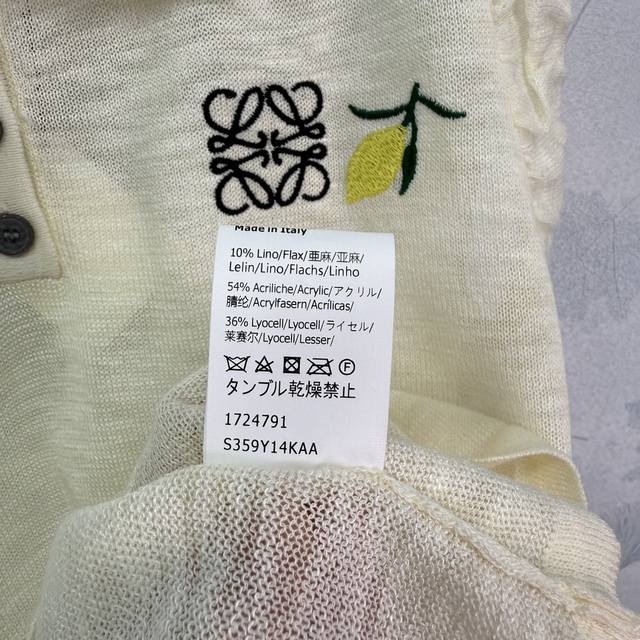 Made in Italy
10% Lino/Flax/亜麻/亚麻/
Lelin/Lino/Flachs/Linho
54% Acriliche/Acrylic/アクリル/
腈纶/Acrylfasern/Acrílicas/
36% Lyocell/Lyocell/ライセル/
莱赛尔/Lyocell/Lesser/
F
タンブル乾燥禁止
1724791
S359Y14KAA